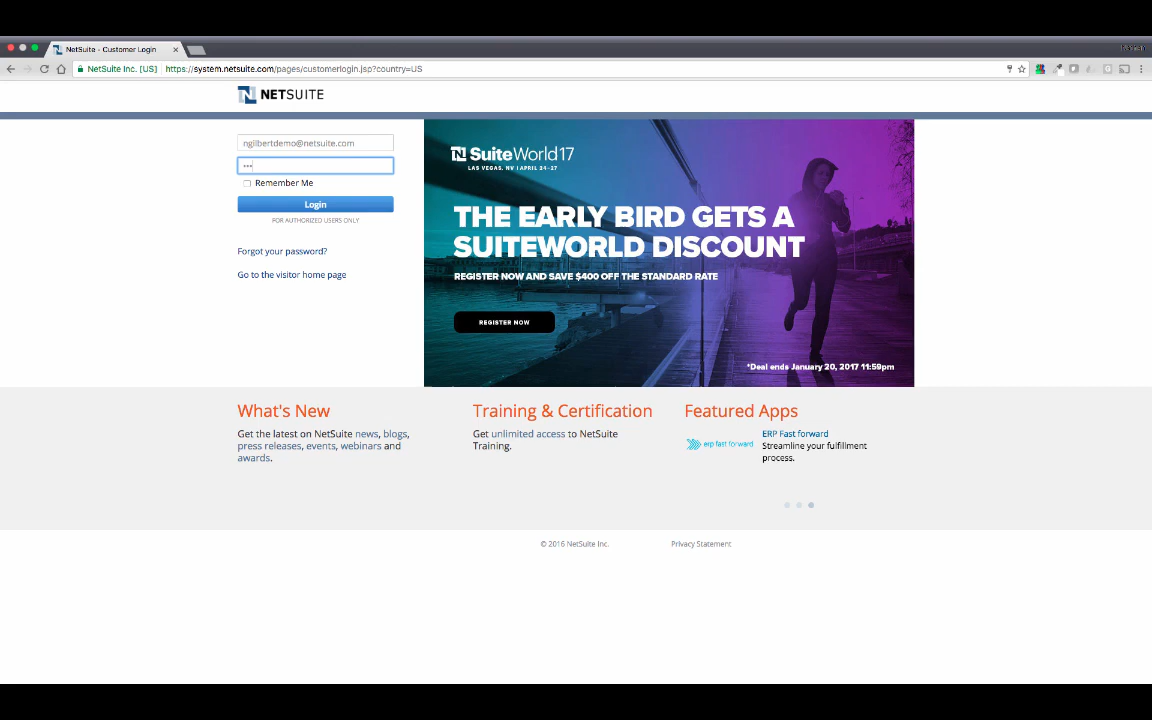 NetSuite - Customer Login
NetSuite Inc. [US]
https://system.netsuite.com/pages/customerlogin.jsp?country=US
NETSUITE
ngilbertdemo@netsuite.com
Remember Me
Login
FOR AUTHORIZED USERS ONLY
Forgot your password?
Go to the visitor home page
SuiteWorld17
LAS VEGAS, NV | APRIL 24-17
THE EARLY BIRD GETS A
SUITEWORLD DISCOUNT
REGISTER NOW AND SAVE $400 OFF THE STANDARD RATE
REGISTER NOW
*Deal ends January 20, 2017 11:59pm
What's New
Get the latest on NetSuite news, blogs,
press releases, events, webinars and
awards.
Training & Certification
Get unlimited access to NetSuite
Training.
Featured Apps
erp fast forward
ERP Fast forward
Streamline your fulfillment
process.
© 2016 NetSuite Inc.
Privacy Statement